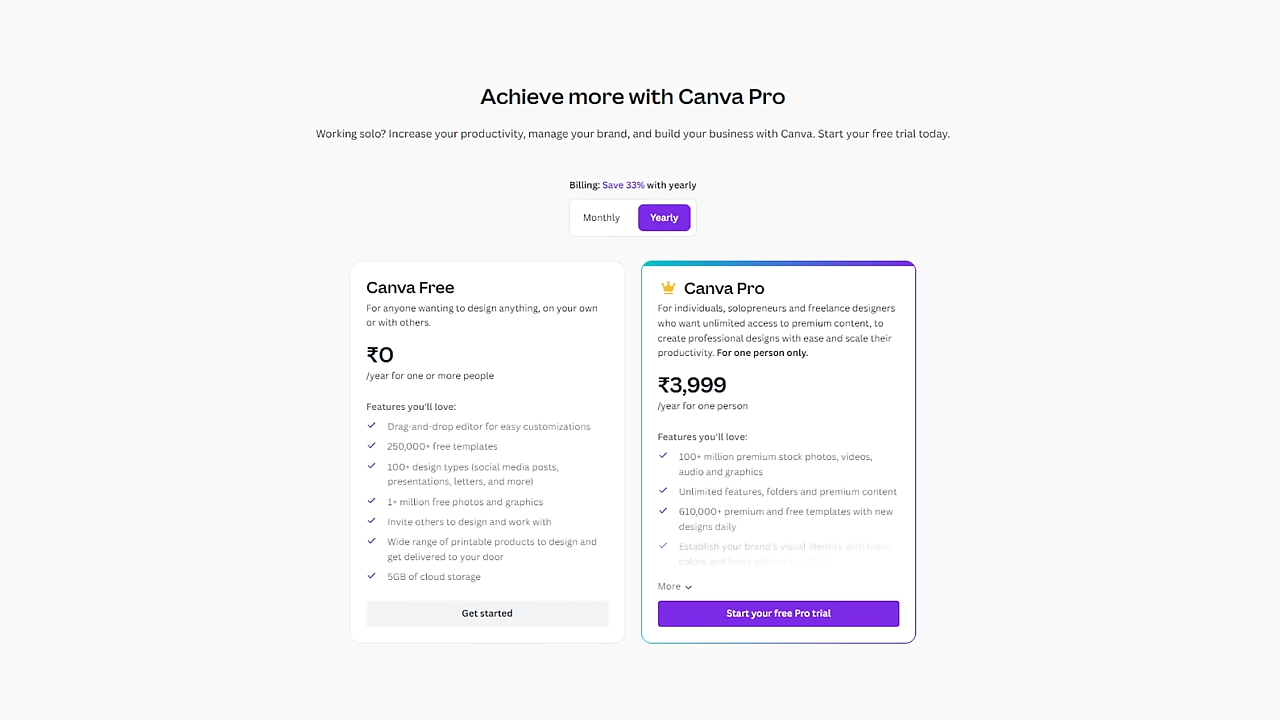 Achieve more with Canva Pro
Working solo? Increase your productivity, manage your brand, and build your business with Canva. Start your free trial today.
Billing: Save 33% with yearly
Monthly
Yearly
Canva Free
For anyone wanting to design anything, on your own
or with others.
₹0
/year for one or more people
Features you'll love:
Drag-and-drop editor for easy customizations
250,000+ free templates
100+ design types (social media posts,
presentations, letters, and more)
1+ million free photos and graphics
Invite others to design and work with
Wide range of printable products to design and
get delivered to your door
5GB of cloud storage
Get started
Canva Pro
For individuals, solopreneurs and freelance designers
who want unlimited access to premium content, to
create professional designs with ease and scale their
productivity. For one person only.
₹3,999
/year for one person
Features you'll love:
100+ million premium stock photos, videos,
audio and graphics
Unlimited features, folders and premium content
610,000+ premium and free templates with new
designs daily
Establish your brand's visual identity with logos,
colors and fonts with
More
Start your free Pro trial